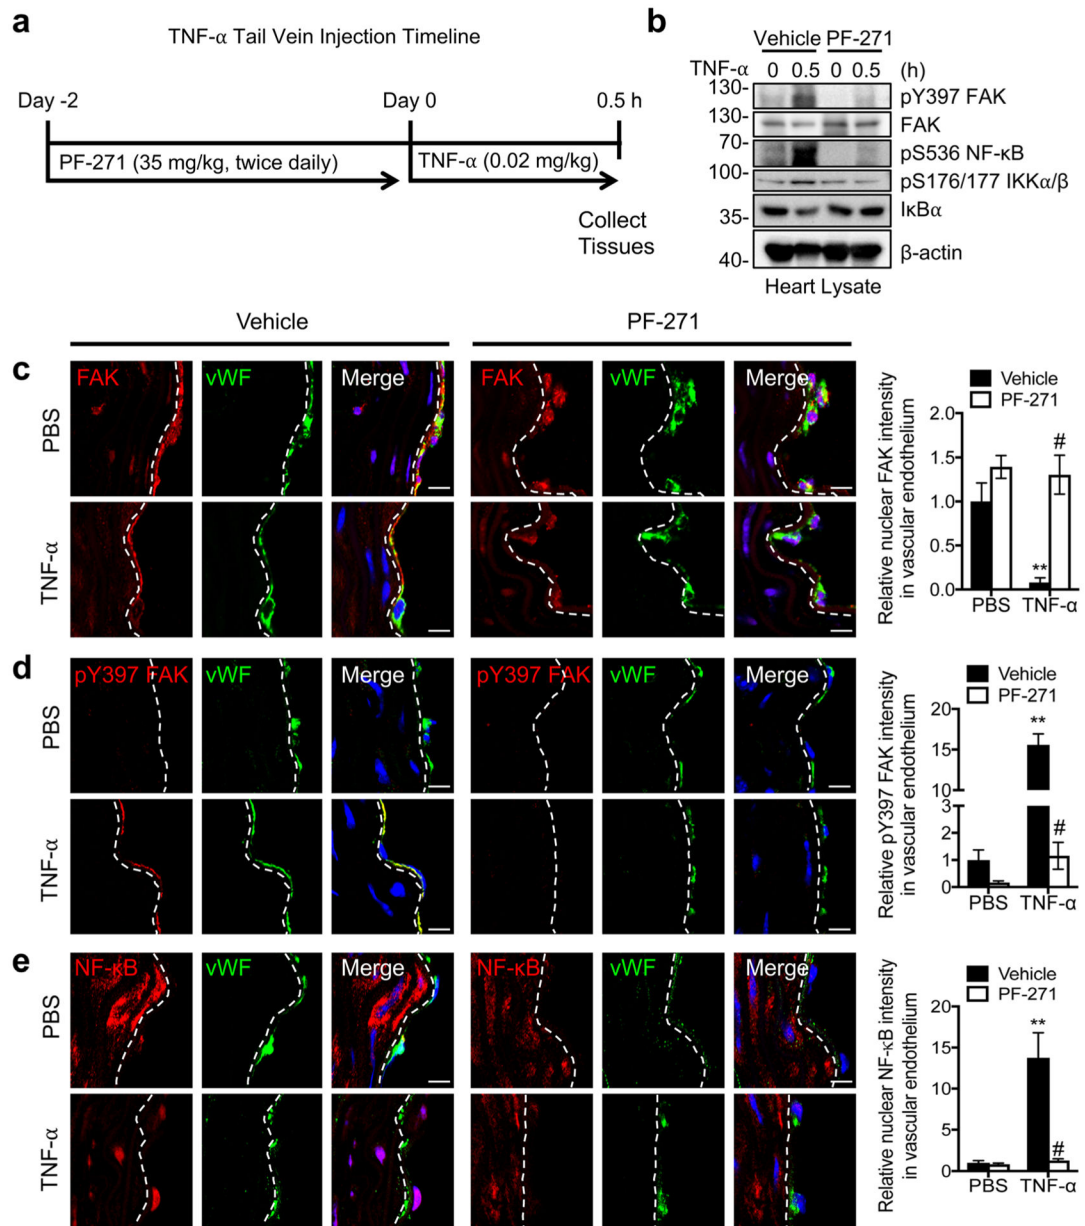 a
TNF-α Tail Vein Injection Timeline
Day -2
Day 0
0.5 h
PF-271 (35 mg/kg, twice daily)
TNF-α (0.02 mg/kg)
Collect
Tissues
b
Vehicle PF-271
TNF-α 0 0.5 0 0.5 (h)
130- pY397 FAK
130- FAK
70- pS536 NF-κB
100- pS176/177 IKKα/β
35- IκBα
40- β-actin
Heart Lysate
Vehicle
PF-271
c
PBS
FAK vWF Merge FAK vWF Merge
TNF-α
Relative nuclear FAK intensity
in vascular endothelium
Vehicle
PF-271
2.0
1.5
1.0
0.5
0.0
**
#
PBS TNF-α
d
PBS
pY397 FAK vWF Merge pY397 FAK vWF Merge
TNF-α
Relative pY397 FAK intensity
in vascular endothelium
Vehicle
PF-271
20
15
10
3
2
1
0
**
#
PBS TNF-α
e
PBS
NF-κB vWF Merge NF-κB vWF Merge
TNF-α
Relative nuclear NF-κB intensity
in vascular endothelium
Vehicle
PF-271
20
15
10
5
0
**
#
PBS TNF-α